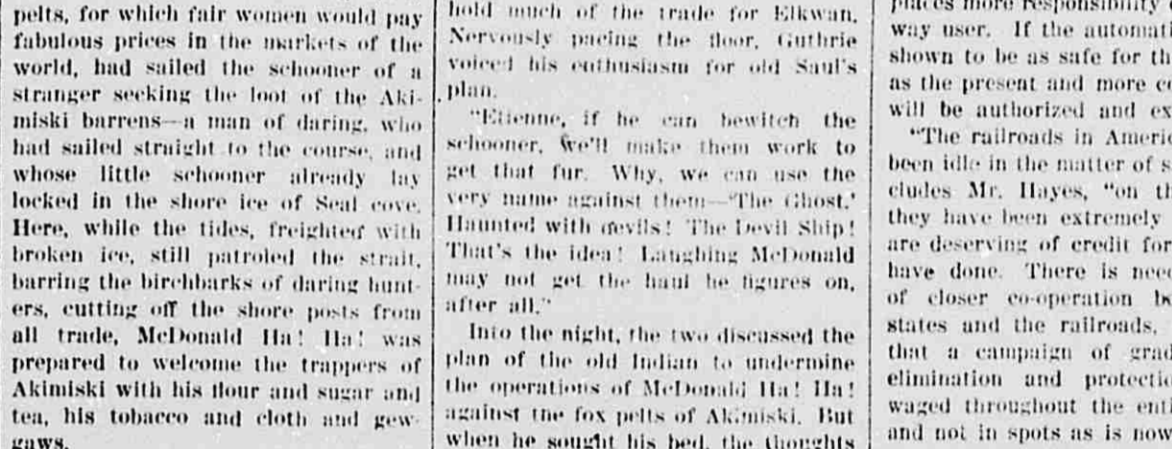 pelts, for which fair women would pay
fabulous prices in the markets of the
world, had sailed the schooner of a
stranger seeking the loot of the Aki-
miski barrens—a man of daring, who
had sailed straight to the course, and
whose little schooner already lay
locked in the shore ice of Seal cove.
Here, while the tides, freighted with
broken ice, still patroled the strait,
barring the birchbarks of daring hunt-
ers, cutting off the shore posts from
all trade, McDonald Ha! Ha! was
prepared to welcome the trappers of
Akimiski with his flour and sugar and
tea, his tobacco and cloth and gew-
gaws.
hold much of the trade for Elkwan.
Nervously pacing the floor, Guthrie
voiced his enthusiasm for old Saul's
plan.
"Etienne, if he can bewitch the
schooner, we'll make them work to
get that fur. Why, we can use the
very name against them—'The Ghost.'
Haunted with devils! The Devil Ship!
That's the idea! Laughing McDonald
may not get the haul he figures on,
after all."
Into the night, the two discussed the
plan of the old Indian to undermine
the operations of McDonald Ha! Ha!
against the fox pelts of Akimiski. But
when he sought his bed, the thoughts
places more responsibility
way user. If the automati
shown to be as safe for th
as the present and more
will be authorized and ex
"The railroads in Americ
been idle in the matter of s
cludes Mr. Hayes, "on th
they have been extremely
are deserving of credit for
have done. There is need
of closer co-operation be
states and the railroads.
that a campaign of grad
elimination and protectio
waged throughout the enti
and not in spots as is now